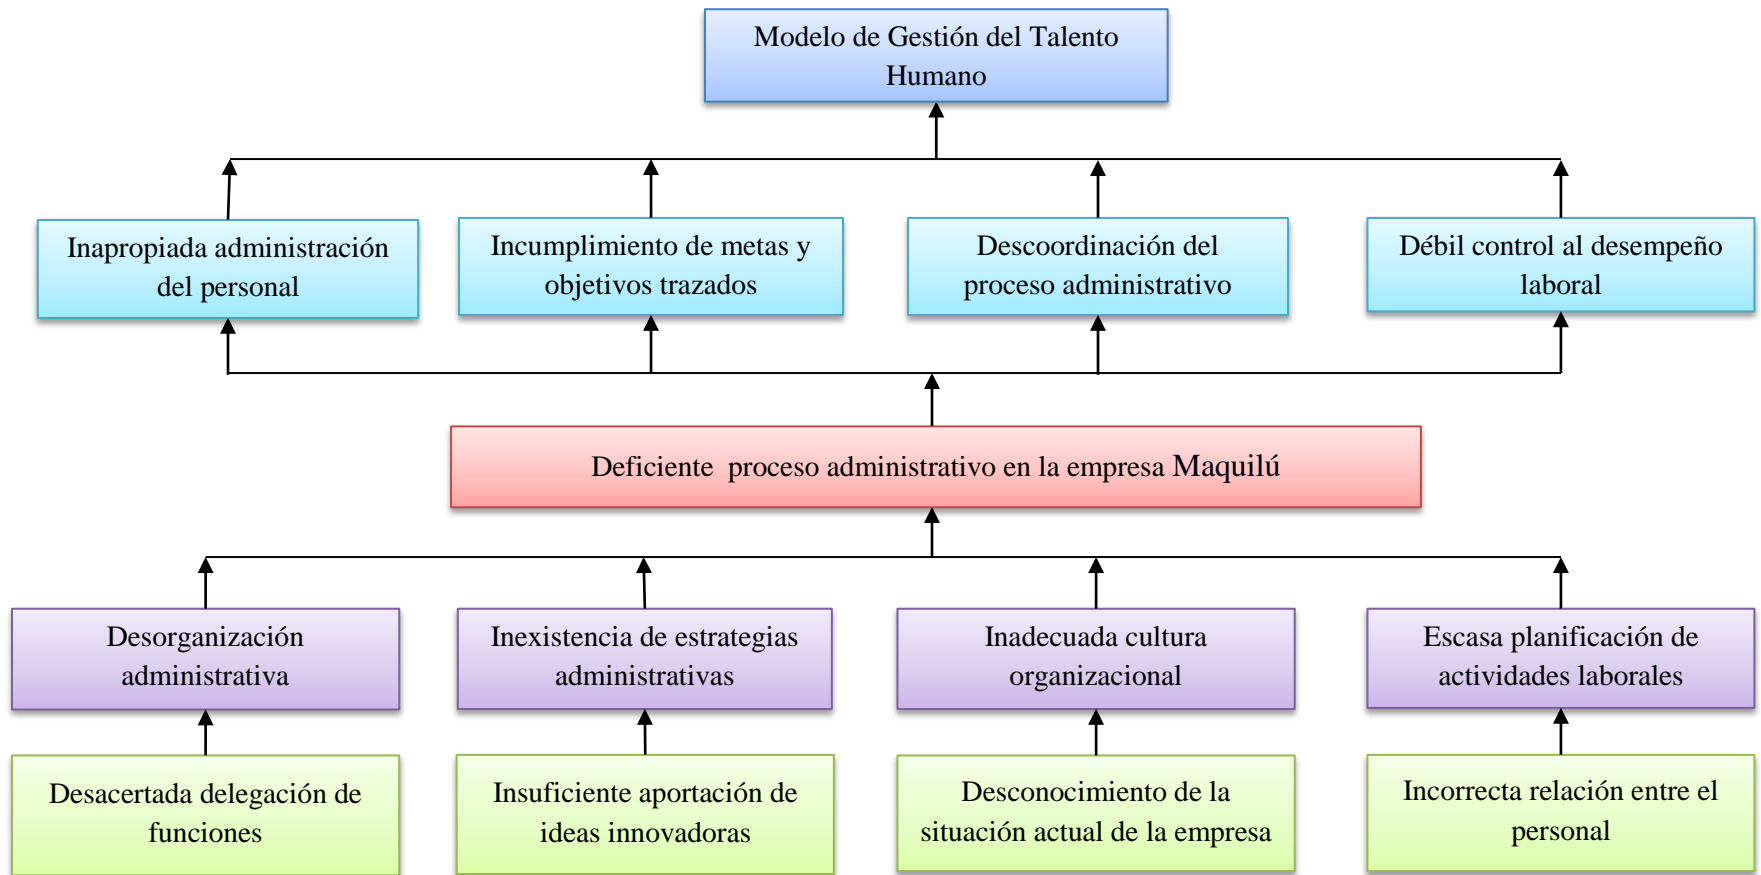 Modelo de Gestión del Talento
Humano
Inapropiada administración
del personal
Incumplimiento de metas y
objetivos trazados
Descoordinación del
proceso administrativo
Débil control al desempeño
laboral
Deficiente proceso administrativo en la empresa Maquilú
Desorganización
administrativa
Inexistencia de estrategias
administrativas
Inadecuada cultura
organizacional
Escasa planificación de
actividades laborales
Desacertada delegación de
funciones
Insuficiente aportación de
ideas innovadoras
Desconocimiento de la
situación actual de la empresa
Incorrecta relación entre el
personal